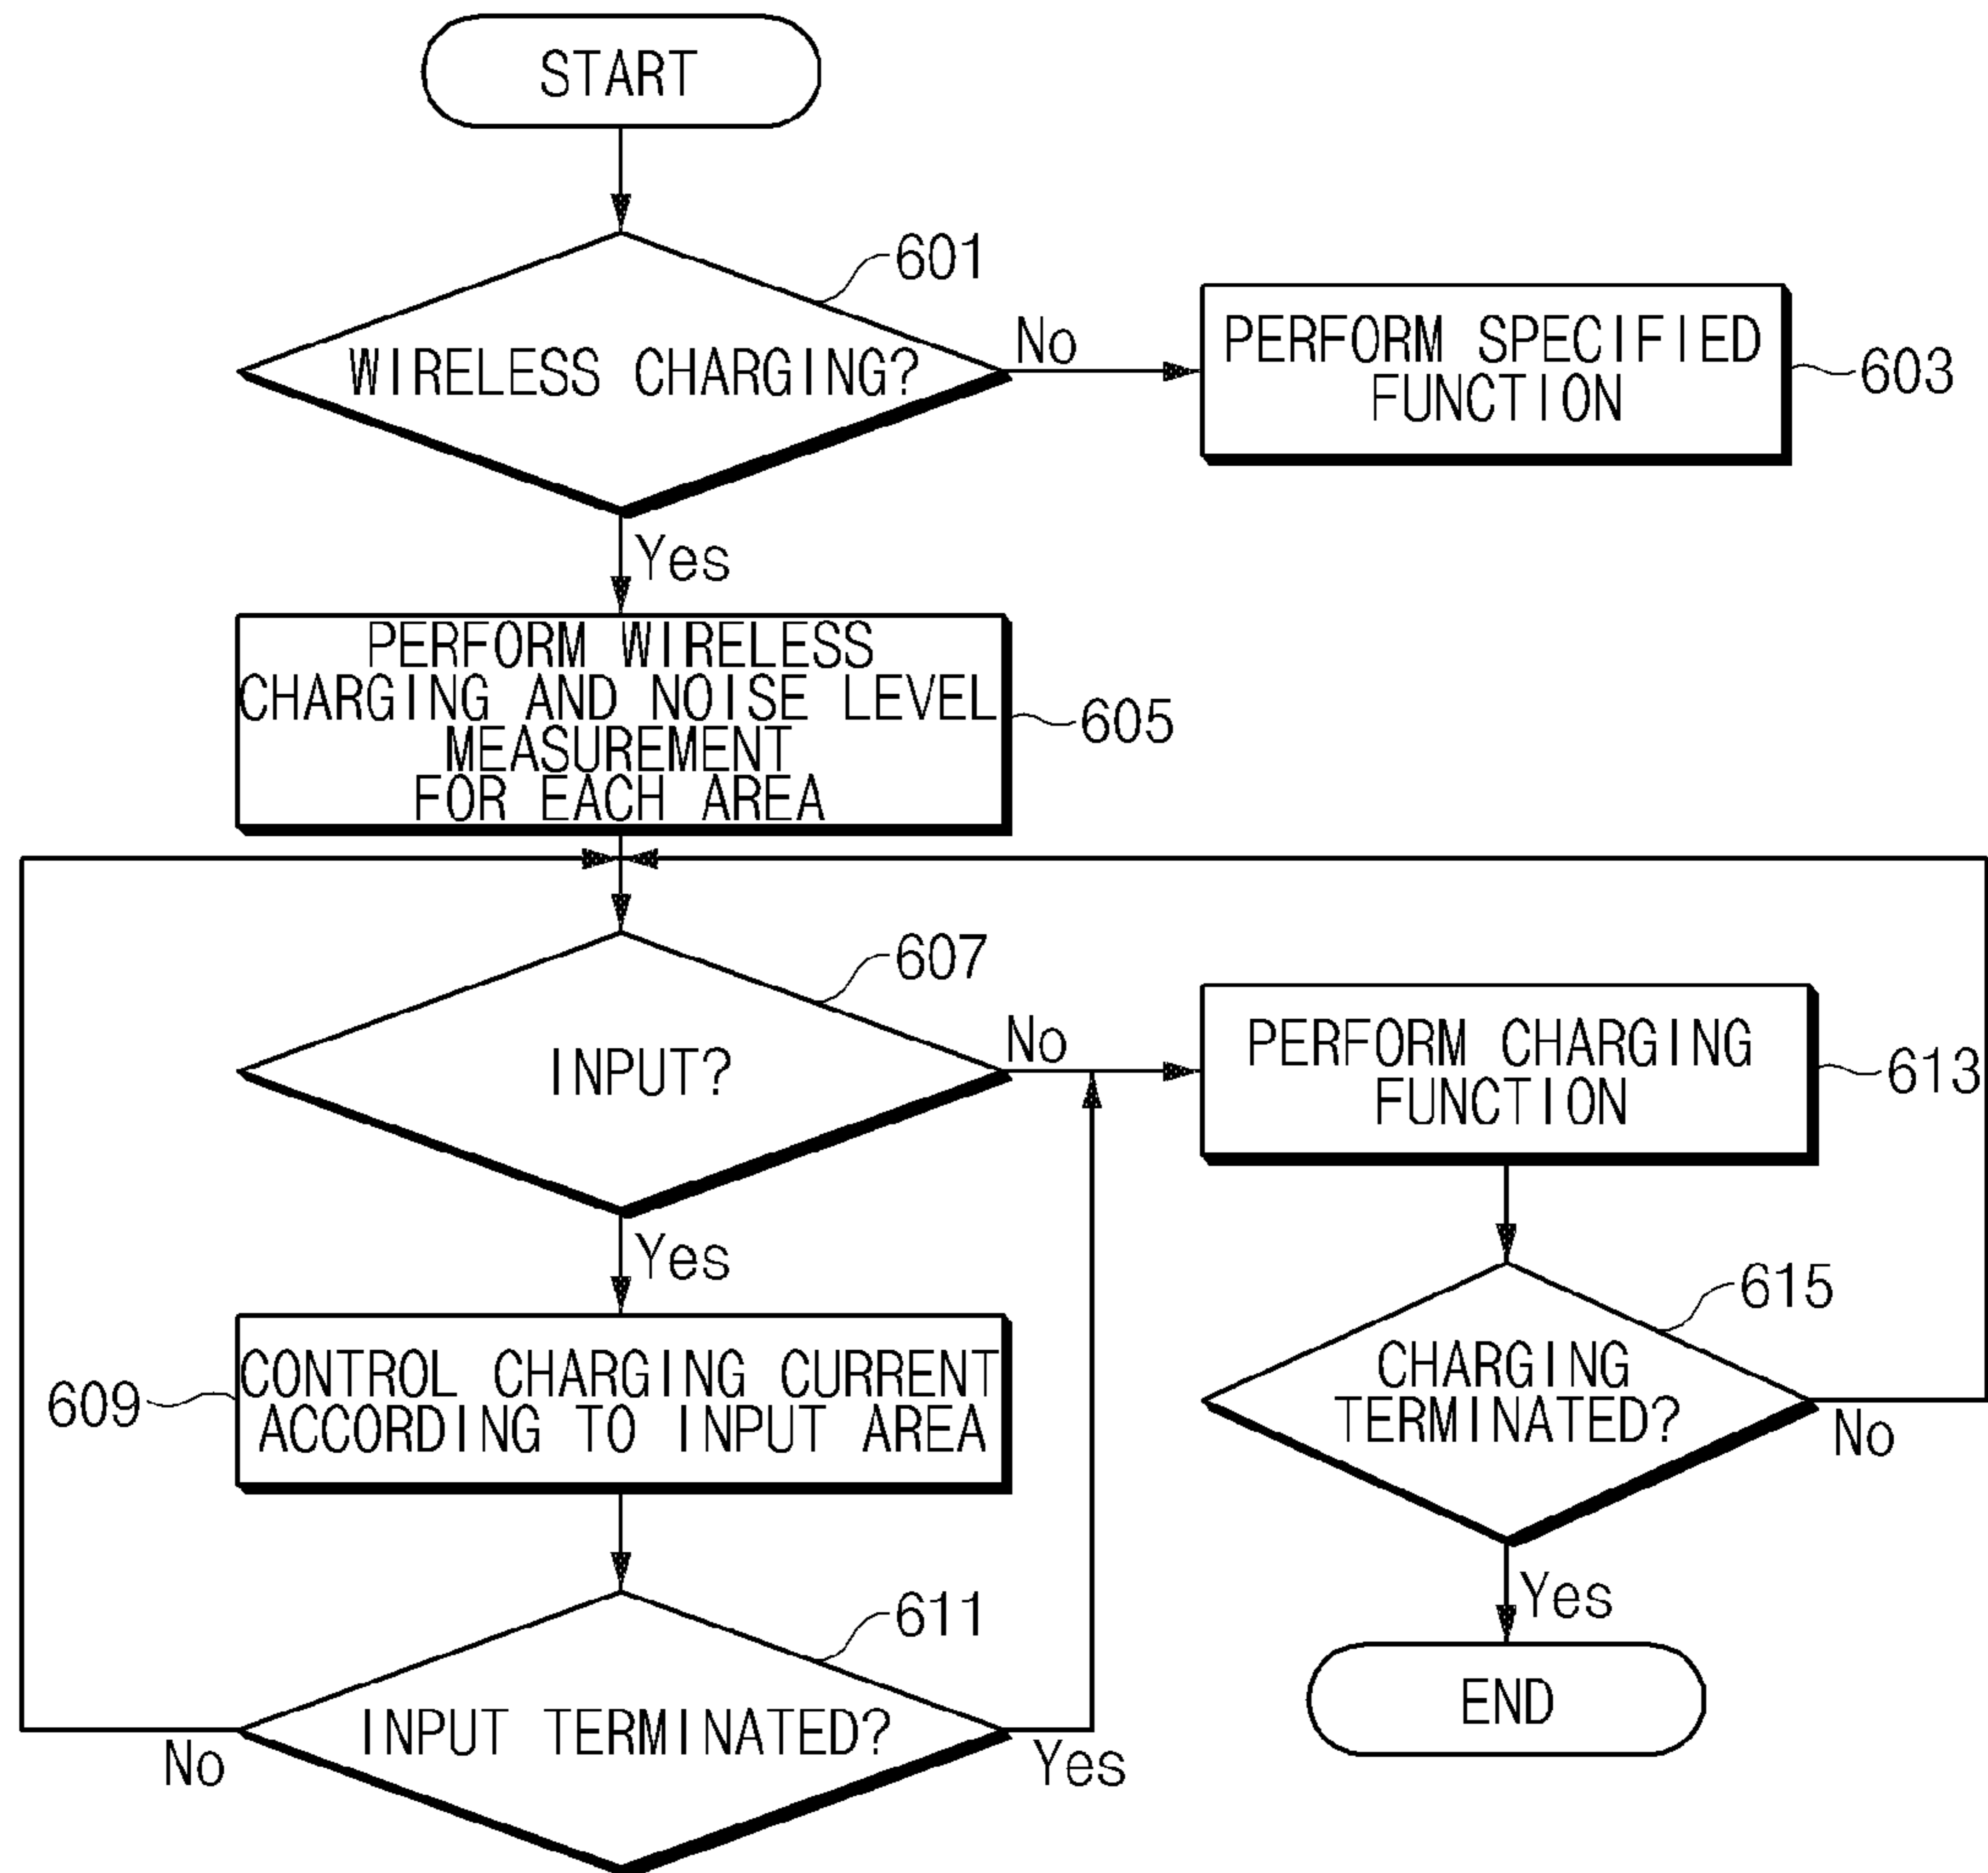 START
601
WIRELESS CHARGING?
No
PERFORM SPECIFIED
FUNCTION
603
Yes
PERFORM WIRELESS
CHARGING AND NOISE LEVEL
MEASUREMENT
FOR EACH AREA
605
607
INPUT?
No
PERFORM CHARGING
FUNCTION
613
Yes
609
CONTROL CHARGING CURRENT
ACCORDING TO INPUT AREA
615
CHARGING
TERMINATED?
No
Yes
611
INPUT TERMINATED?
No
Yes
END